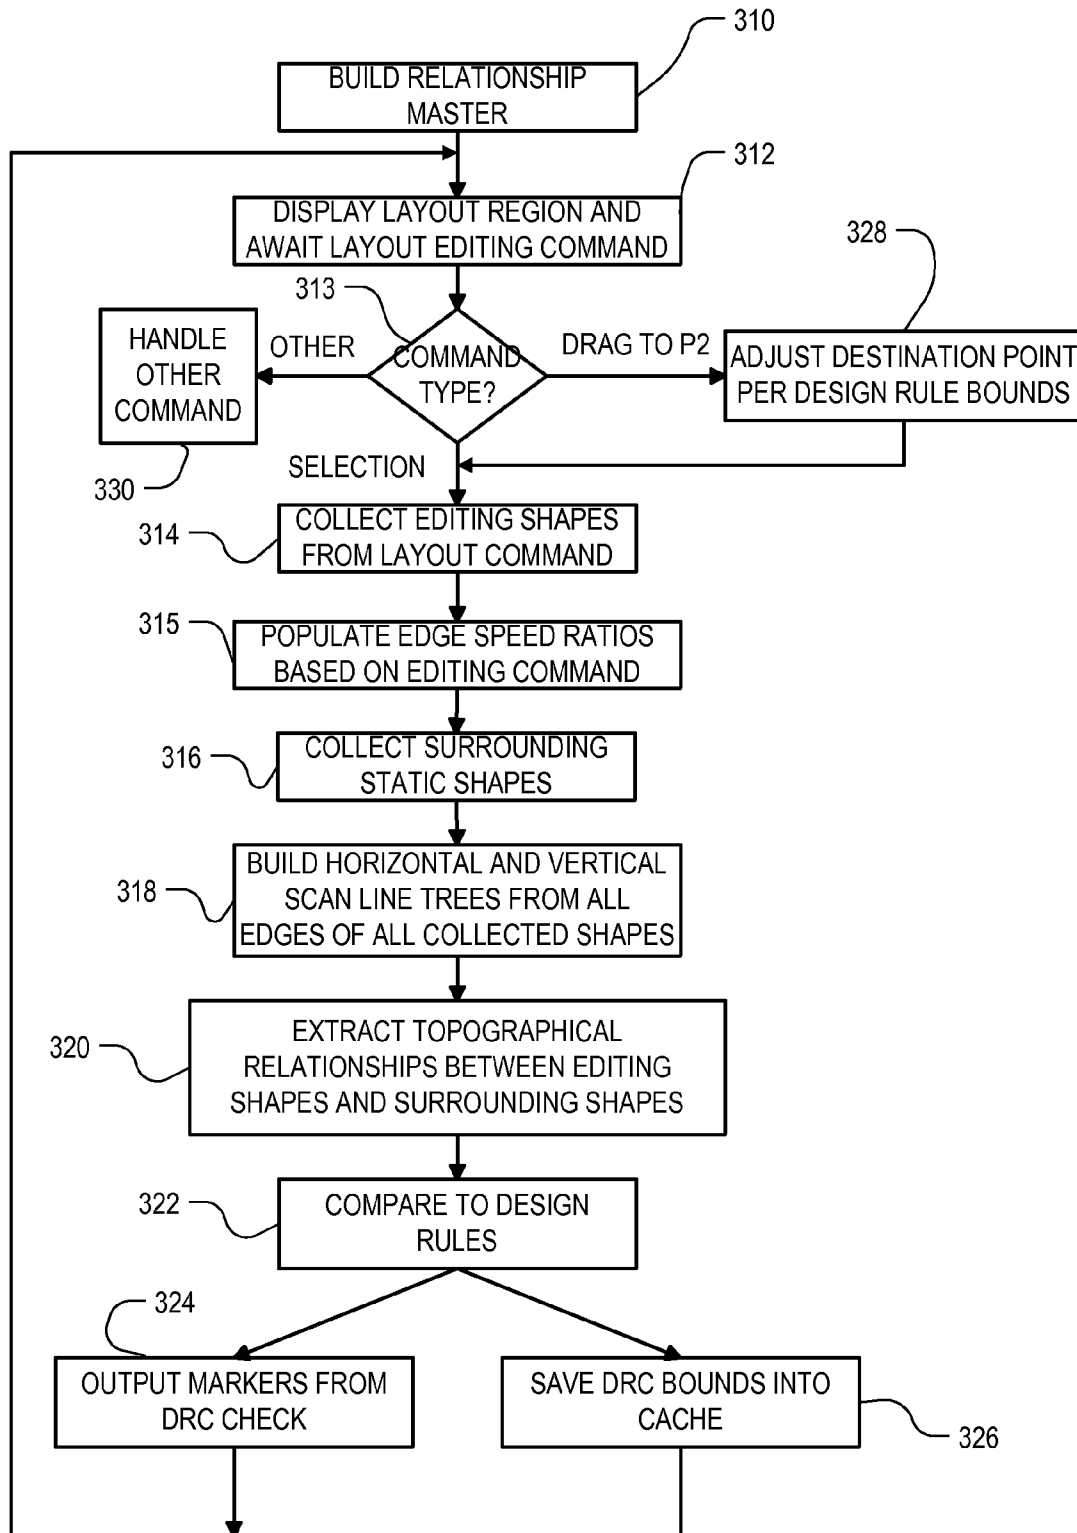 310
BUILD RELATIONSHIP
MASTER
312
DISPLAY LAYOUT REGION AND
AWAIT LAYOUT EDITING COMMAND
328
313
HANDLE
OTHER
COMMAND
OTHER
COMMAND
TYPE?
DRAG TO P2
ADJUST DESTINATION POINT
PER DESIGN RULE BOUNDS
330
SELECTION
314
COLLECT EDITING SHAPES
FROM LAYOUT COMMAND
315
POPULATE EDGE SPEED RATIOS
BASED ON EDITING COMMAND
316
COLLECT SURROUNDING
STATIC SHAPES
318
BUILD HORIZONTAL AND VERTICAL
SCAN LINE TREES FROM ALL
EDGES OF ALL COLLECTED SHAPES
320
EXTRACT TOPOGRAPHICAL
RELATIONSHIPS BETWEEN EDITING
SHAPES AND SURROUNDING SHAPES
322
COMPARE TO DESIGN
RULES
324
OUTPUT MARKERS FROM
DRC CHECK
SAVE DRC BOUNDS INTO
CACHE
326